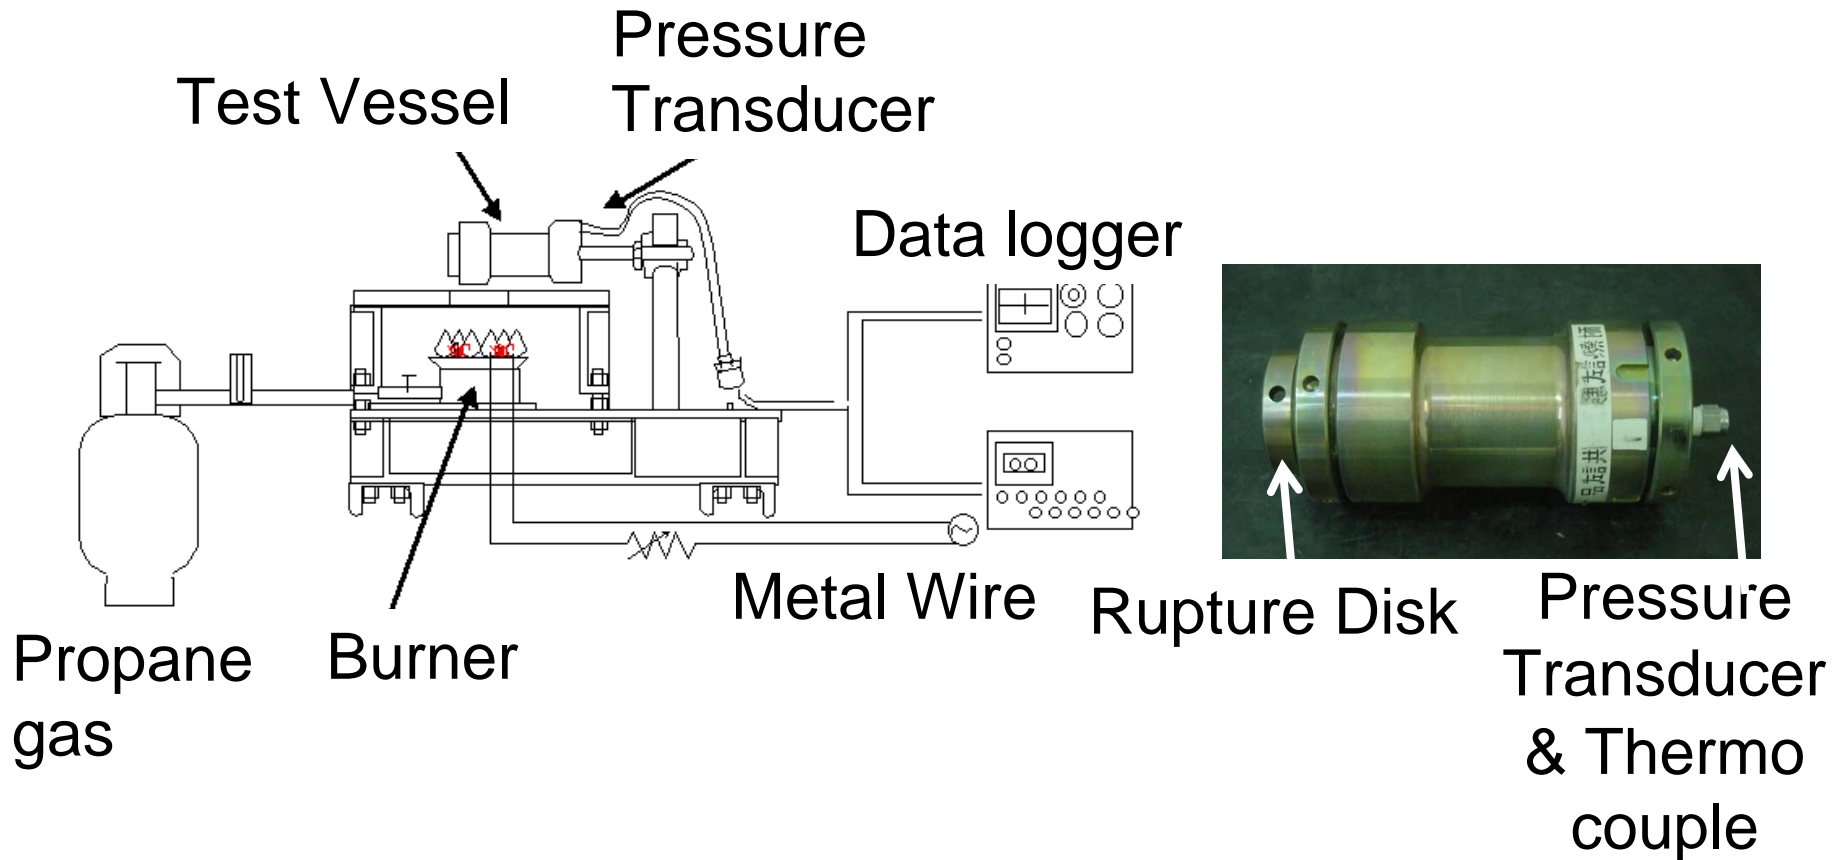 Pressure
Transducer
Test Vessel
Data logger
Metal Wire
Rupture Disk
Pressure
Transducer
& Thermo
couple
Propane
gas
Burner